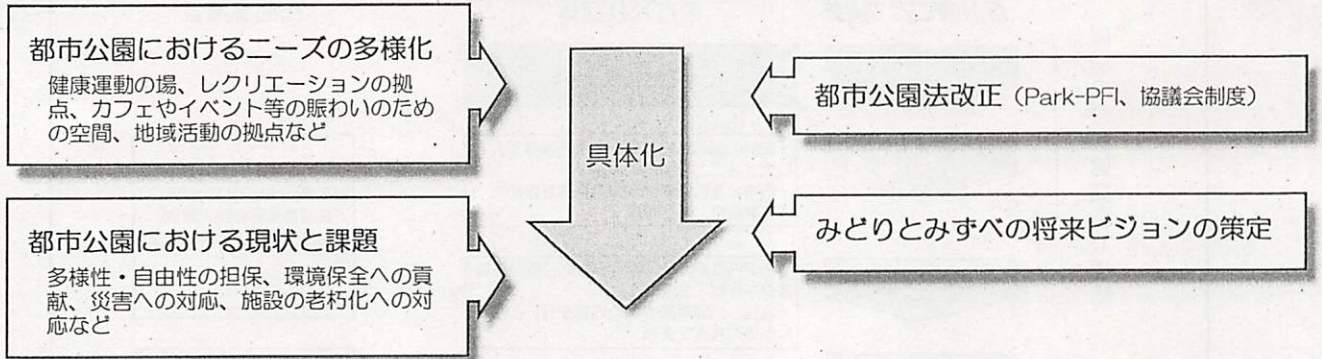 都市公園におけるニーズの多様化
健康運動の場、レクリエーションの拠
点、カフェやイベント等の賑わいのため
の空間、地域活動の拠点など
都市公園における現状と課題
多様性・自由性の担保、環境保全への貢
献、災害への対応、施設の老朽化への対
応など
具体化
都市公園法改正（Park-PFI、協議会制度）
みどりとみずべの将来ビジョンの策定